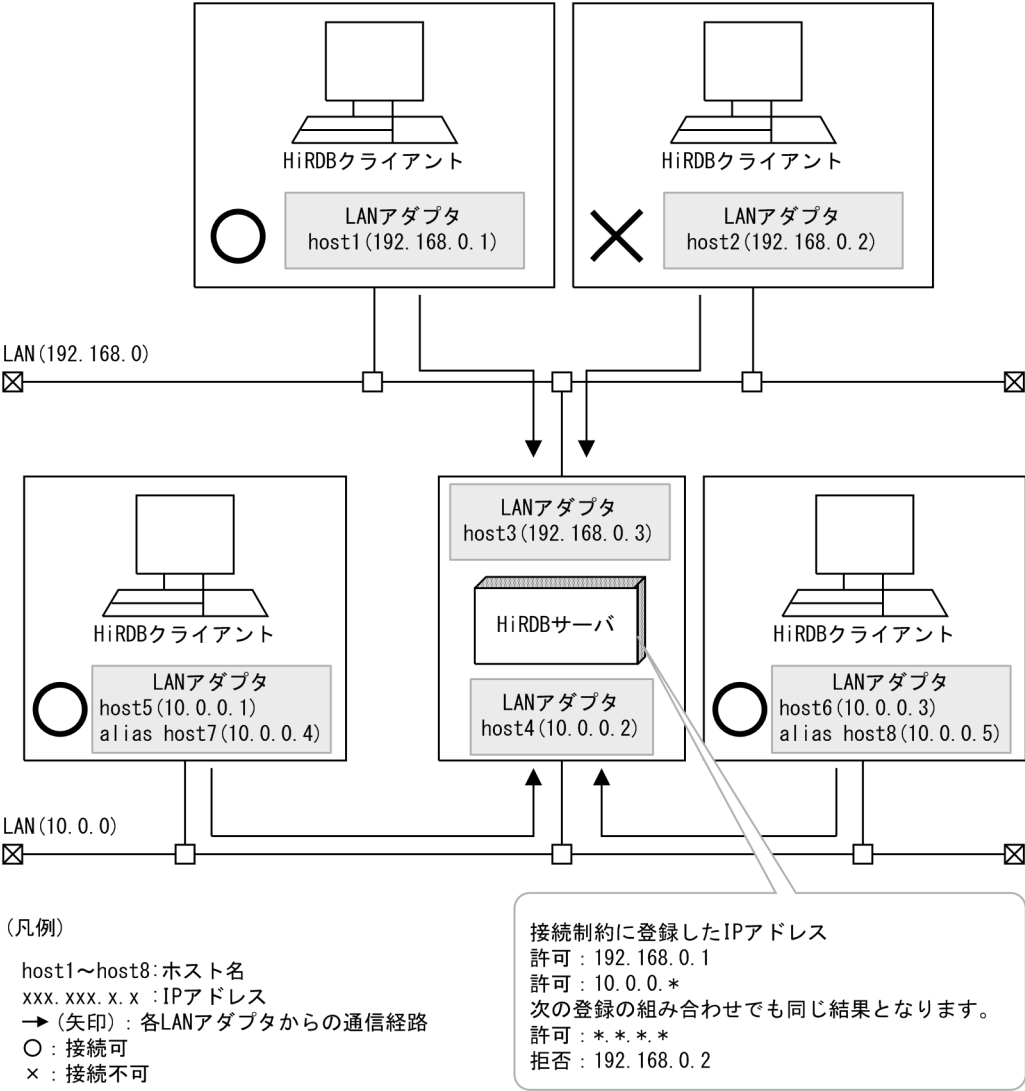 HiRDBクライアント
LANアダプタ
host1(192.168.0.1)
HiRDBクライアント
LANアダプタ
host2(192.168.0.2)
LAN(192.168.0)
HiRDBクライアント
LANアダプタ
host5(10.0.0.1)
alias host7(10.0.0.4)
LANアダプタ
host3(192.168.0.3)
HiRDBサーバ
LANアダプタ
host4(10.0.0.2)
HiRDBクライアント
LANアダプタ
host6(10.0.0.3)
alias host8(10.0.0.5)
LAN(10.0.0)
接続制約に登録したIPアドレス
許可：192.168.0.1
許可：10.0.0.*
次の登録の組み合わせでも同じ結果となります。
許可：*.*.*.*
拒否：192.168.0.2
(凡例)
host1～host8:ホスト名
xxx.xxx.x.x :IPアドレス
→(矢印)：各LANアダプタからの通信経路
○：接続可
×：接続不可